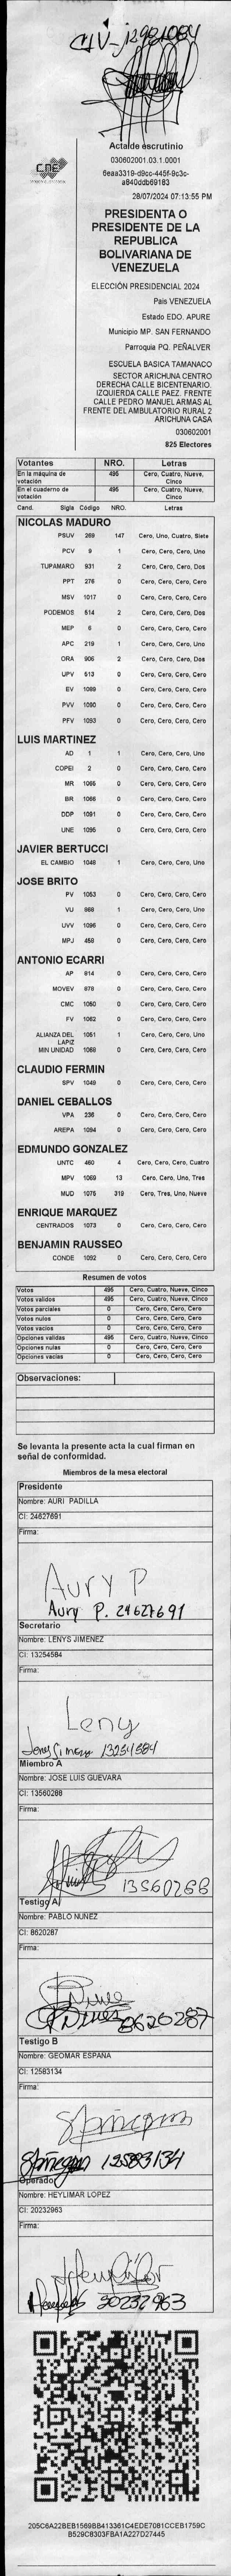 CNE
Acta de escrutinio
030602001.03.1.0001
6eaa3319-d9cc-445f-9c3c-
a840ddb69183
28/07/2024 07:13:55 PM
PRESIDENTA O
PRESIDENTE DE LA
REPUBLICA
BOLIVARIANA DE
VENEZUELA
ELECCIÓN PRESIDENCIAL 2024
Pais VENEZUELA
Estado EDO. APURE
Municipio MP. SAN FERNANDO
Parroquia PQ. PEÑALVER
ESCUELA BASICA TAMANACO
SECTOR ARICHUNA CENTRO
DERECHA CALLE BICENTENARIO.
IZQUIERDA CALLE PAEZ. FRENTE
CALLE PEDRO MANUEL ARMAS AL
FRENTE DEL AMBULATORIO RURAL 2
ARICHUNA CASA
030602001
825 Electores
Votantes NRO. Letras
En la máquina de votación 495 Cero, Cuatro, Nueve, Cinco
En el cuaderno de votación 495 Cero, Cuatro, Nueve, Cinco
Cand. Sigla Código NRO. Letras
NICOLAS MADURO
PSUV 269 147 Cero, Uno, Cuatro, Siete
PCV 9 1 Cero, Cero, Cero, Uno
TUPAMARO 931 2 Cero, Cero, Cero, Dos
PPT 276 0 Cero, Cero, Cero, Cero
MSV 1017 0 Cero, Cero, Cero, Cero
PODEMOS 514 2 Cero, Cero, Cero, Dos
MEP 6 0 Cero, Cero, Cero, Cero
APC 219 1 Cero, Cero, Cero, Uno
ORA 906 2 Cero, Cero, Cero, Dos
UPV 513 0 Cero, Cero, Cero, Cero
EV 1089 0 Cero, Cero, Cero, Cero
PVV 1090 0 Cero, Cero, Cero, Cero
PFV 1093 0 Cero, Cero, Cero, Cero
LUIS MARTINEZ
AD 1 1 Cero, Cero, Cero, Uno
COPEI 2 0 Cero, Cero, Cero, Cero
MR 1065 0 Cero, Cero, Cero, Cero
BR 1066 0 Cero, Cero, Cero, Cero
DDP 1091 0 Cero, Cero, Cero, Cero
UNE 1095 0 Cero, Cero, Cero, Cero
JAVIER BERTUCCI
EL CAMBIO 1048 1 Cero, Cero, Cero, Uno
JOSE BRITO
PV 1053 0 Cero, Cero, Cero, Cero
VU 868 1 Cero, Cero, Cero, Uno
UVV 1096 0 Cero, Cero, Cero, Cero
MPJ 459 0 Cero, Cero, Cero, Cero
ANTONIO ECARRI
AP 814 0 Cero, Cero, Cero, Cero
MOVEV 878 0 Cero, Cero, Cero, Cero
CMC 1050 0 Cero, Cero, Cero, Cero
FV 1062 0 Cero, Cero, Cero, Cero
ALIANZA DEL LAPIZ 1051 1 Cero, Cero, Cero, Uno
MIN UNIDAD 1068 0 Cero, Cero, Cero, Cero
CLAUDIO FERMIN
SPV 1049 0 Cero, Cero, Cero, Cero
DANIEL CEBALLOS
VPA 236 0 Cero, Cero, Cero, Cero
AREPA 1094 0 Cero, Cero, Cero, Cero
EDMUNDO GONZALEZ
UNTC 460 4 Cero, Cero, Cero, Cuatro
MPV 1069 13 Cero, Cero, Uno, Tres
MUD 1075 319 Cero, Tres, Uno, Nueve
ENRIQUE MARQUEZ
CENTRADOS 1073 0 Cero, Cero, Cero, Cero
BENJAMIN RAUSSEO
CONDE 1092 0 Cero, Cero, Cero, Cero
Resumen de votos
Votos 495 Cero, Cuatro, Nueve, Cinco
Votos validos 495 Cero, Cuatro, Nueve, Cinco
Votos parciales 0 Cero, Cero, Cero, Cero
Votos nulos 0 Cero, Cero, Cero, Cero
Votos vacios 0 Cero, Cero, Cero, Cero
Opciones validas 495 Cero, Cuatro, Nueve, Cinco
Opciones nulas 0 Cero, Cero, Cero, Cero
Opciones vacias 0 Cero, Cero, Cero, Cero
Observaciones:
Se levanta la presente acta la cual firman en
señal de conformidad.
Miembros de la mesa electoral
Presidente
Nombre: AURI PADILLA
CI: 24627691
Firma:
Aury P
Aury P. 24627691
Secretario
Nombre: LENYS JIMENEZ
CI: 13254584
Firma:
Leny
13254584
Miembro A
Nombre: JOSE LUIS GUEVARA
CI: 13560268
Firma:
13560268
Testigo A
Nombre: PABLO NUNEZ
CI: 8620287
Firma:
8620287
Testigo B
Nombre: GEOMAR ESPANA
CI: 12583134
Firma:
12583134
Operador
Nombre: HEYLIMAR LOPEZ
CI: 20232963
Firma:
20232963
205C6A22BEB1569BB413361C4EDE7081CCEB1759C
B529C8303FBA1A227D27445